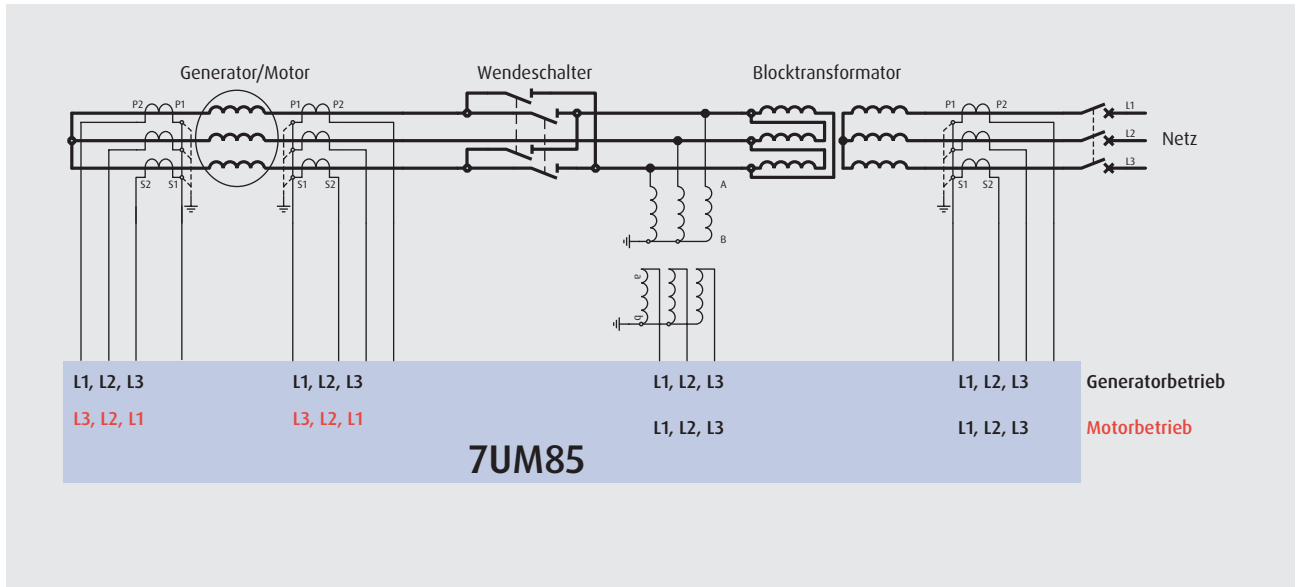 Generator/Motor Wendeschalter Blocktransformator
P2 P1 P1 P2 P1 P2 L1
L2 Netz
L3
S2 S1 S1 S2 S1 S2
A
B
a
b
L1, L2, L3 L1, L2, L3 L1, L2, L3 L1, L2, L3 Generatorbetrieb
L3, L2, L1 L3, L2, L1 L1, L2, L3 L1, L2, L3 Motorbetrieb
7UM85